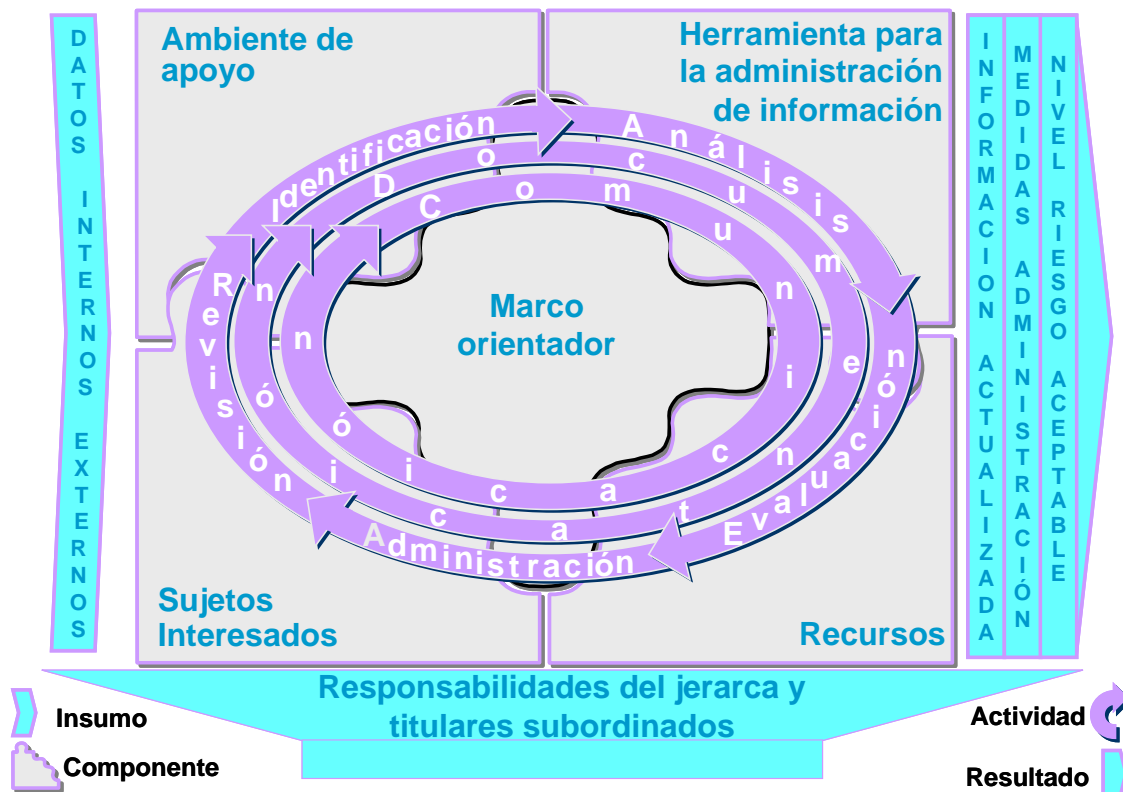 DATOS INTERNOS EXTERNOS
Ambiente de
apoyo
Herramienta para
la administración
de información
INFORMACION ACTUALIZADA
MEDIDAS ADMINISTRACIÓN
NIVEL RIESGO ACEPTABLE
Identificación
Análisis
Evaluación
Administración
Revisión
Documentación
Comunicación
Marco
orientador
Sujetos
Interesados
Recursos
Responsabilidades del jerarca y
titulares subordinados
Insumo
Componente
Actividad
Resultado